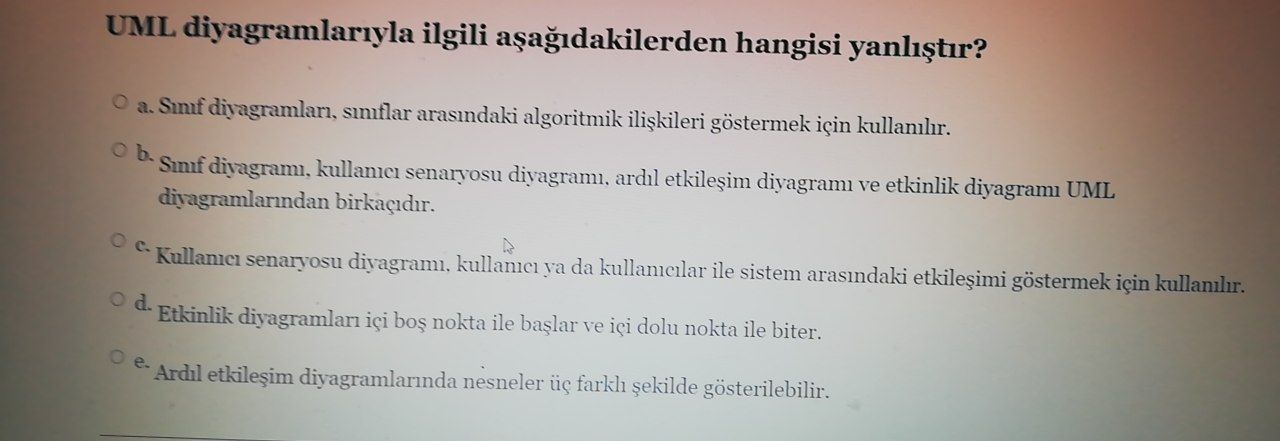 UML diyagramlarıyla ilgili aşağıdakilerden hangisi yanlıştır?
a. Sınıf diyagramları, sınıflar arasındaki algoritmik ilişkileri göstermek için kullanılır.
b. Sınıf diyagramı, kullanıcı senaryosu diyagramı, ardıl etkileşim diyagramı ve etkinlik diyagramı UML
diyagramlarından birkaçıdır.
c. Kullanıcı senaryosu diyagramı, kullanıcı ya da kullanıcılar ile sistem arasındaki etkileşimi göstermek için kullanılır.
d. Etkinlik diyagramları içi boş nokta ile başlar ve içi dolu nokta ile biter.
e. Ardıl etkileşim diyagramlarında nesneler üç farklı şekilde gösterilebilir.